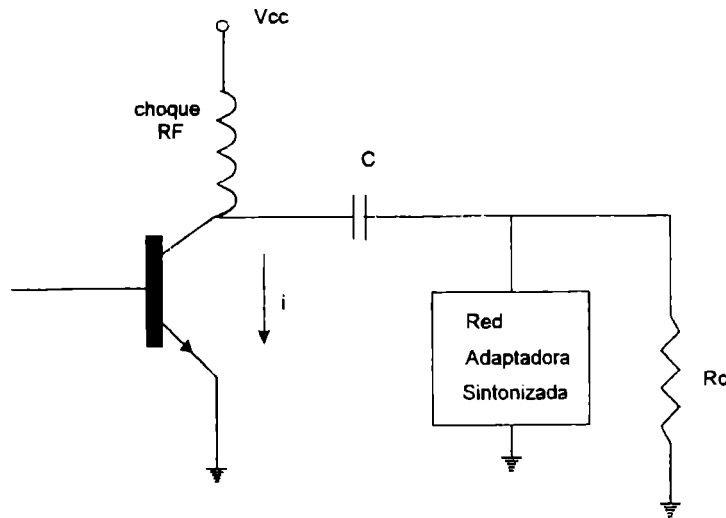 Vcc
choque
RF
C
i
Red
Adaptadora
Sintonizada
Rc